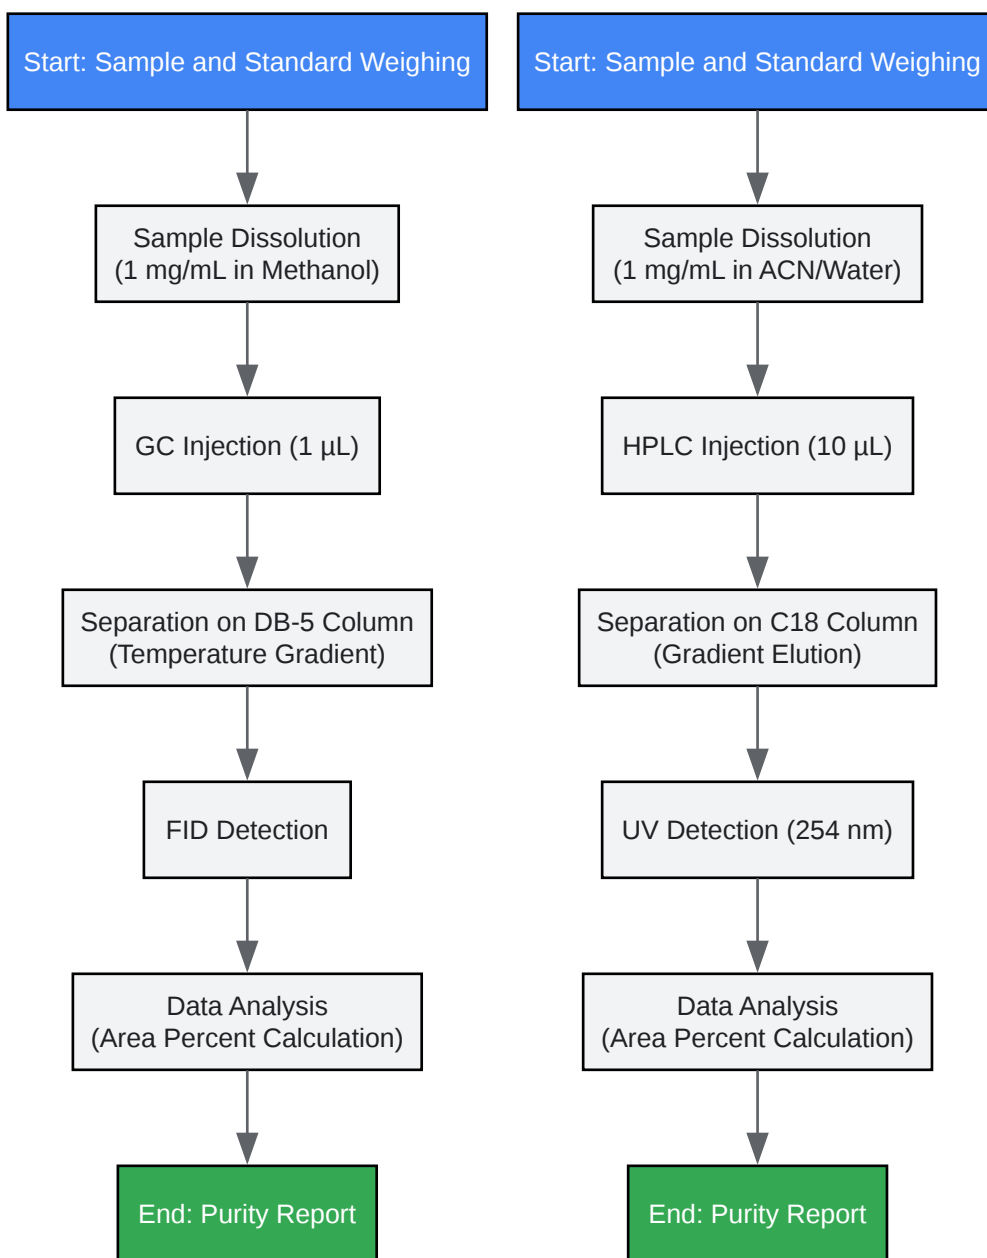 Start: Sample and Standard Weighing
Sample Dissolution
(1 mg/mL in Methanol)
GC Injection (1 µL)
Separation on DB-5 Column
(Temperature Gradient)
FID Detection
Data Analysis
(Area Percent Calculation)
End: Purity Report
Start: Sample and Standard Weighing
Sample Dissolution
(1 mg/mL in ACN/Water)
HPLC Injection (10 µL)
Separation on C18 Column
(Gradient Elution)
UV Detection (254 nm)
Data Analysis
(Area Percent Calculation)
End: Purity Report